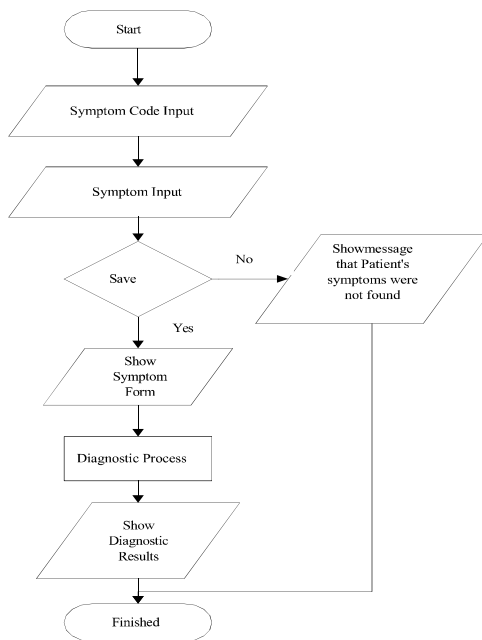 Start
Symptom Code Input
Symptom Input
Save
No
Showmessage
that Patient's
symptoms were
not found
Yes
Show
Symptom
Form
Diagnostic Process
Show
Diagnostic
Results
Finished